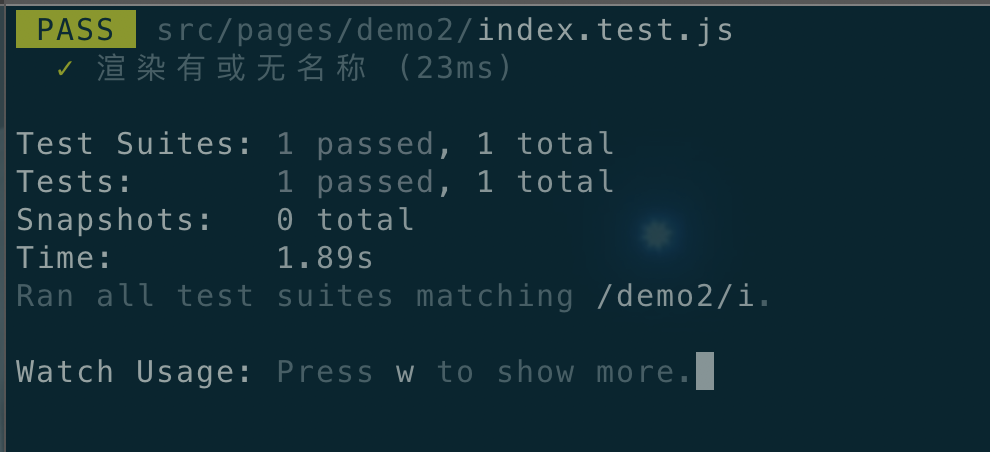 PASS src/pages/demo2/index.test.js
✓ 渲染有或无名称 (23ms)
Test Suites: 1 passed, 1 total
Tests: 1 passed, 1 total
Snapshots: 0 total
Time: 1.89s
Ran all test suites matching /demo2/i.
Watch Usage: Press w to show more.